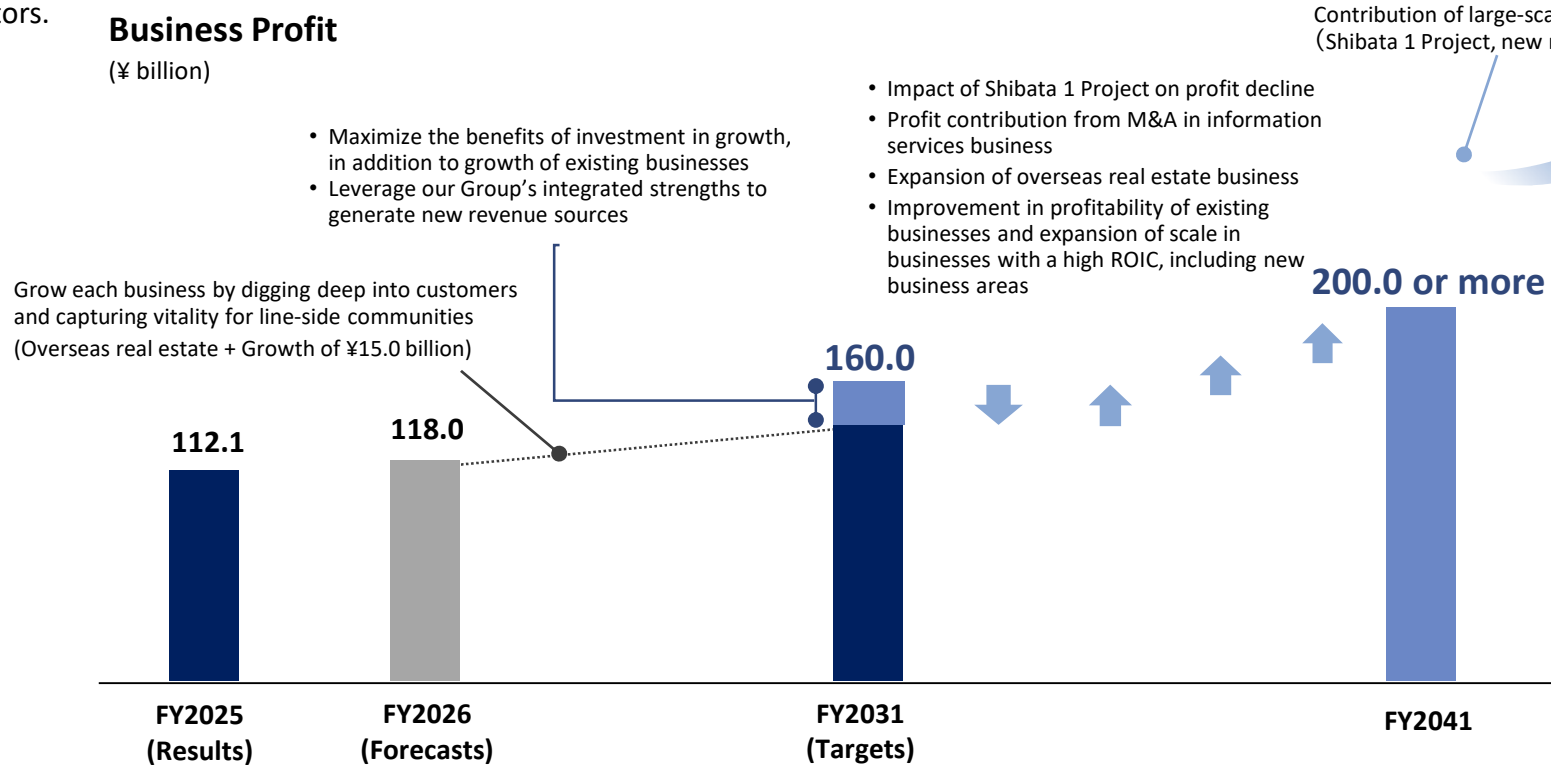 Business Profit
(¥ billion)
Contribution of large-sca
(Shibata 1 Project, new
• Impact of Shibata 1 Project on profit decline
• Profit contribution from M&A in information
services business
• Expansion of overseas real estate business
• Improvement in profitability of existing
businesses and expansion of scale in
businesses with a high ROIC, including new
business areas
• Maximize the benefits of investment in growth,
in addition to growth of existing businesses
• Leverage our Group’s integrated strengths to
generate new revenue sources
Grow each business by digging deep into customers
and capturing vitality for line-side communities
(Overseas real estate + Growth of ¥15.0 billion)
112.1
118.0
160.0
200.0 or more
FY2025
(Results)
FY2026
(Forecasts)
FY2031
(Targets)
FY2041